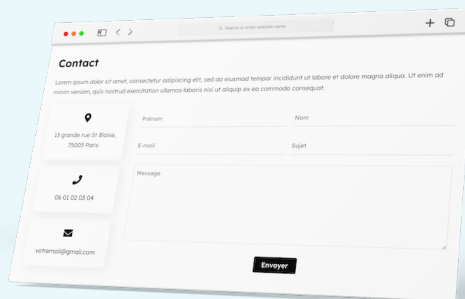 Search or enter website name
Contact
Lorem ipsum dolor sit amet, consectetur adipiscing elit, sed do eiusmod tempor incididunt ut labore et dolore magna aliqua. Ut enim ad
minim veniam, quis nostrud exercitation ullamco laboris nisi ut aliquip ex ea commodo consequat.
15 grande rue St Blaise,
75005 Paris
06 01 02 03 04
votremail@gmail.com
Prénom
Nom
E-mail
Sujet
Message
Envoyer